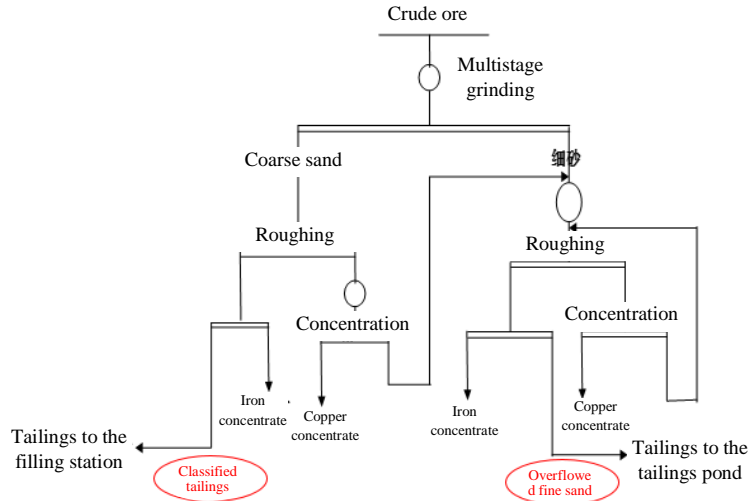 Crude ore
Multistage
grinding
Coarse sand
细砂
Roughing
Roughing
Concentration
Concentration
Iron
concentrate
Copper
concentrate
Iron
concentrate
Copper
concentrate
Tailings to the
filling station
Classified
tailings
Overflowe
d fine sand
Tailings to the
tailings pond